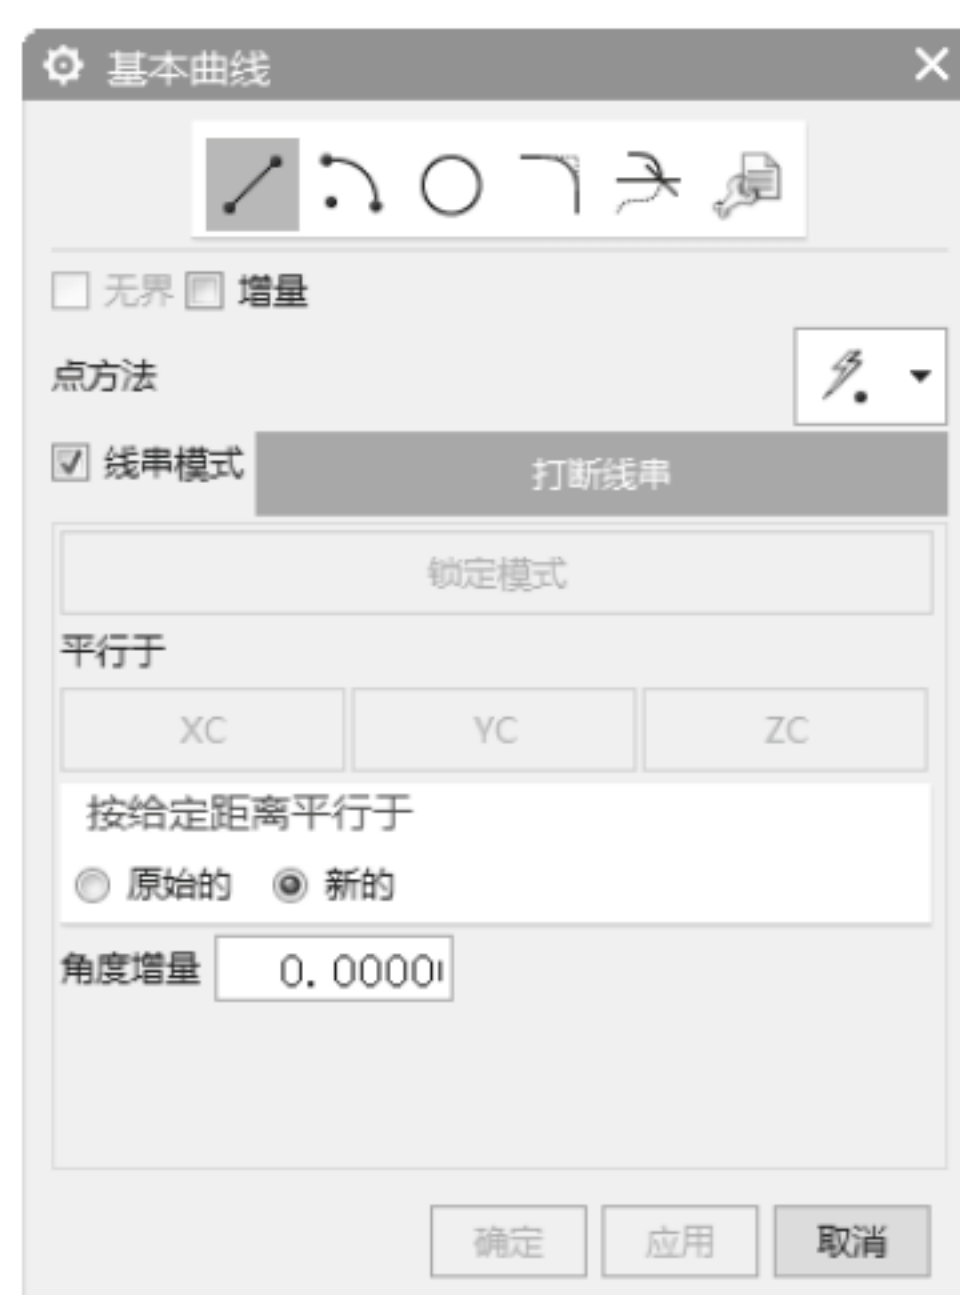 基本曲线
无界 增量
点方法
线串模式 打断线串
锁定模式
平行于
XC YC ZC
按给定距离平行于
原始的 新的
角度增量 0.0000
确定 应用 取消